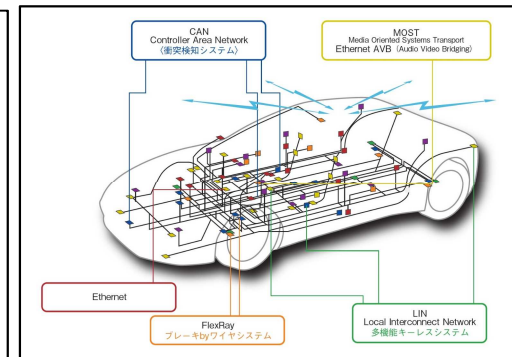 CAN
Controller Area Network
〈衝突検知システム〉
MOST
Media Oriented Systems Transport
Ethernet AVB (Audio Video Bridging)
Ethernet
FlexRay
ブレーキbyワイヤシステム
LIN
Local Interconnect Network
多機能キーレスシステム